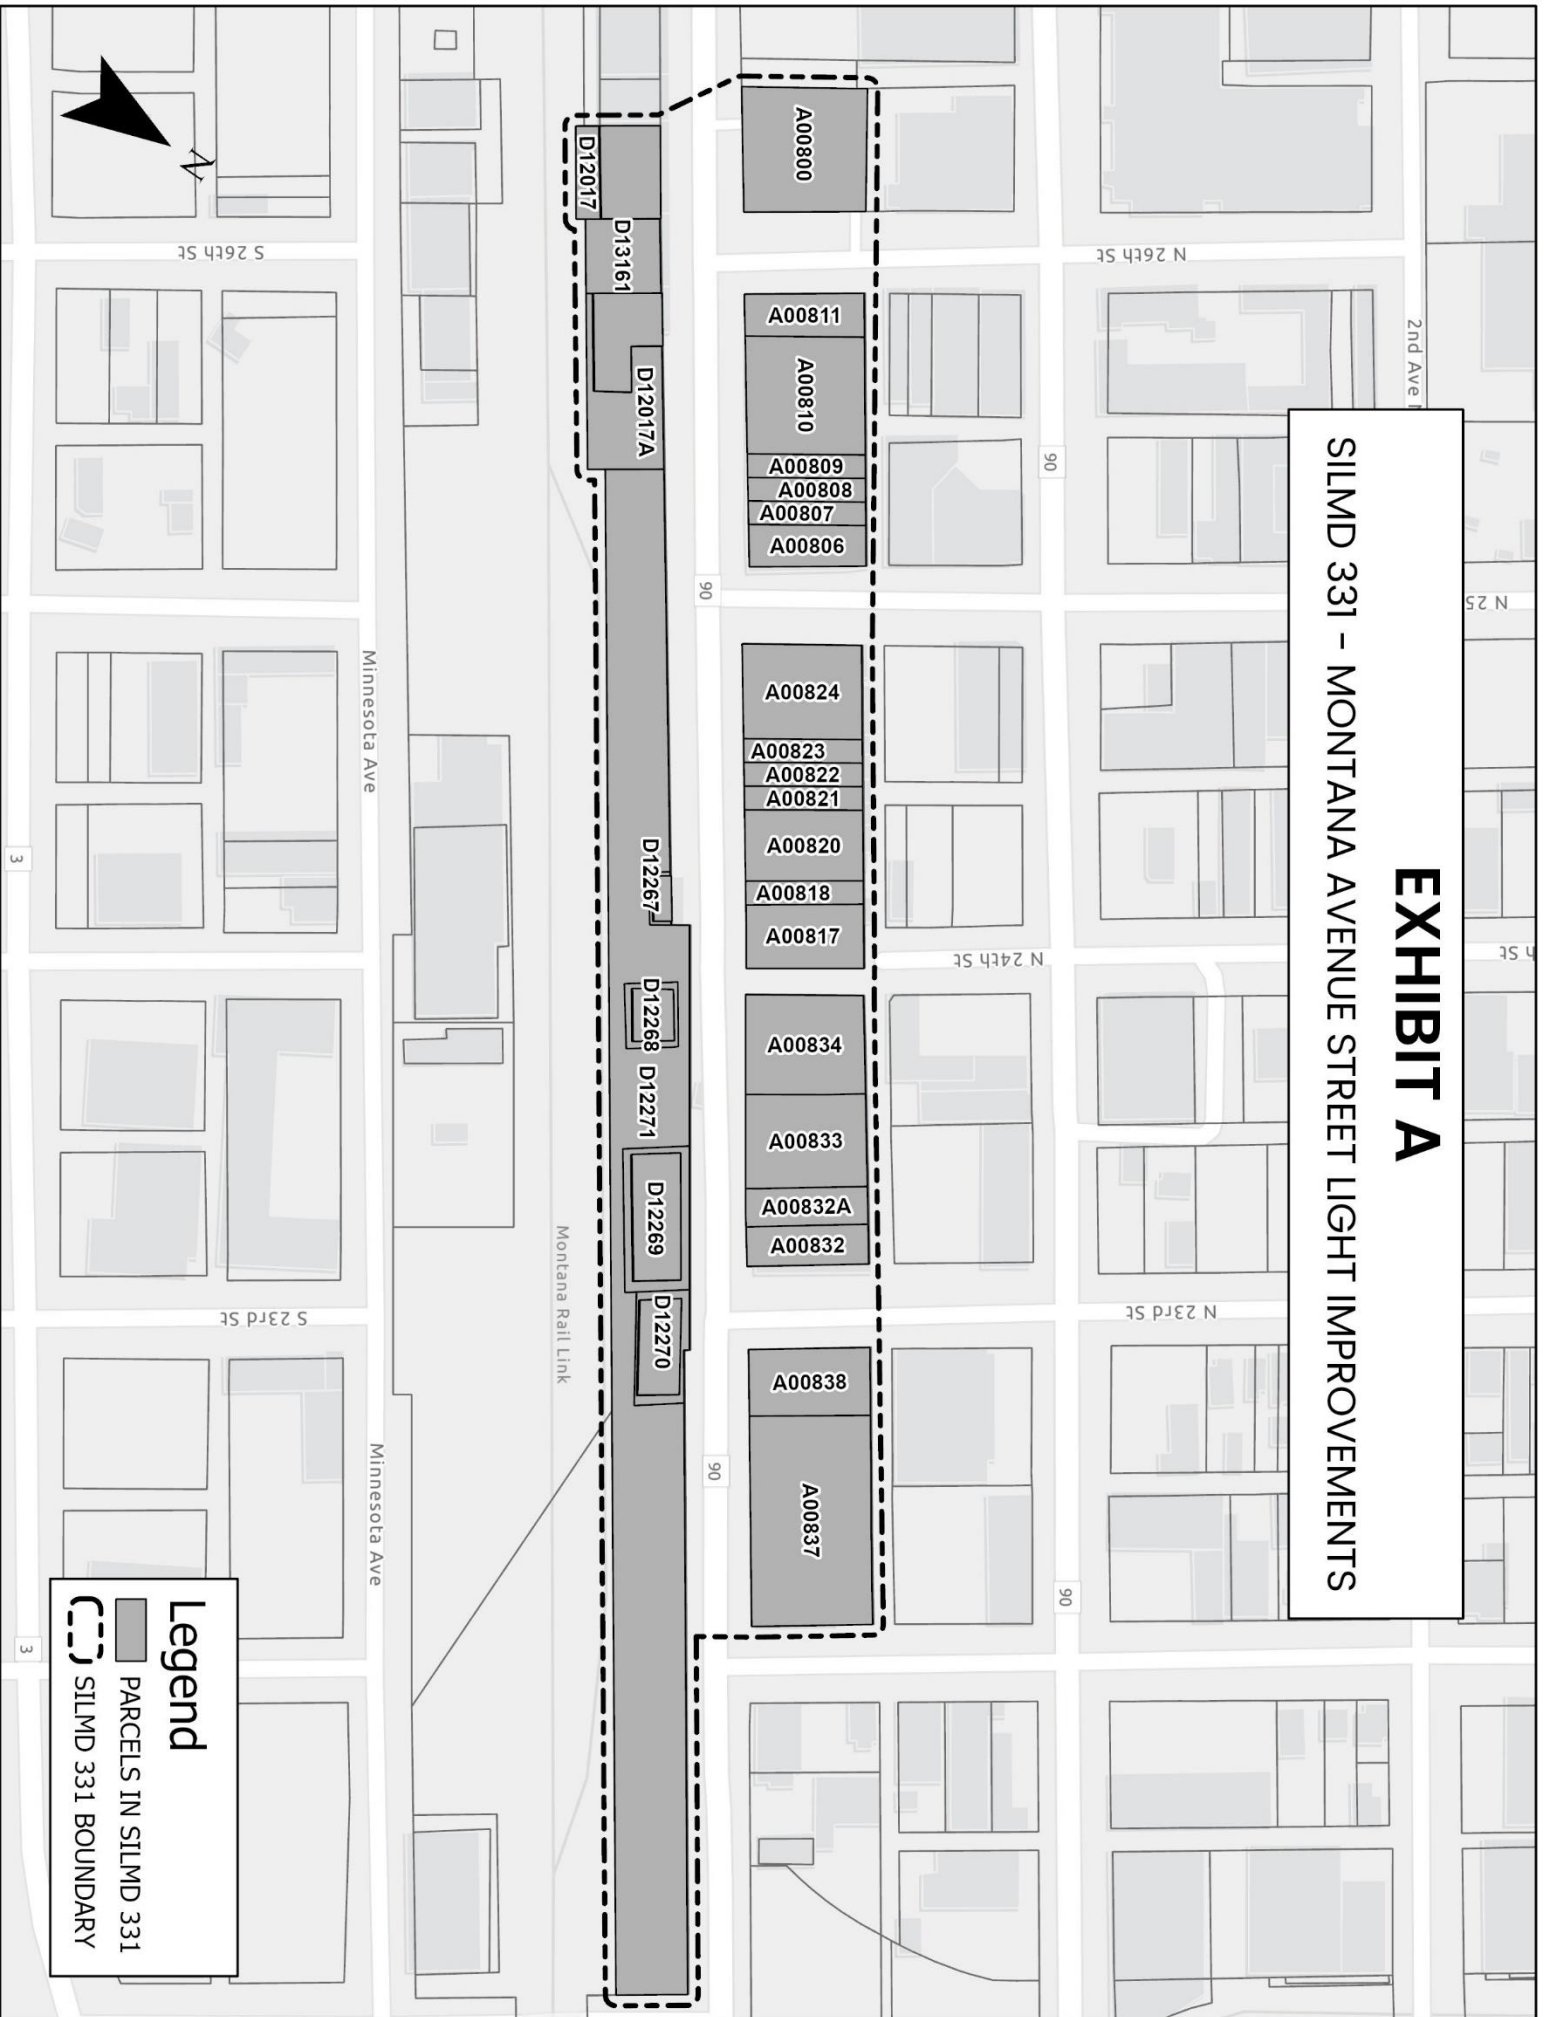 EXHIBIT A
SILMD 331 - MONTANA AVENUE STREET LIGHT IMPROVEMENTS
N
S 26th St
N 26th St
2nd Ave
N 25
90
90
Minnesota Ave
3
N 24th St
h St
Montana Rail Link
S 23rd St
N 23rd St
Minnesota Ave
90
90
3
A00800
D12017
D13161
D12017A
A00811
A00810
A00809
A00808
A00807
A00806
A00824
A00823
A00822
A00821
A00820
A00818
A00817
D12267
D12268
D12271
D12269
D12270
A00834
A00833
A00832A
A00832
A00838
A00837
Legend
PARCELS IN SILMD 331
SILMD 331 BOUNDARY